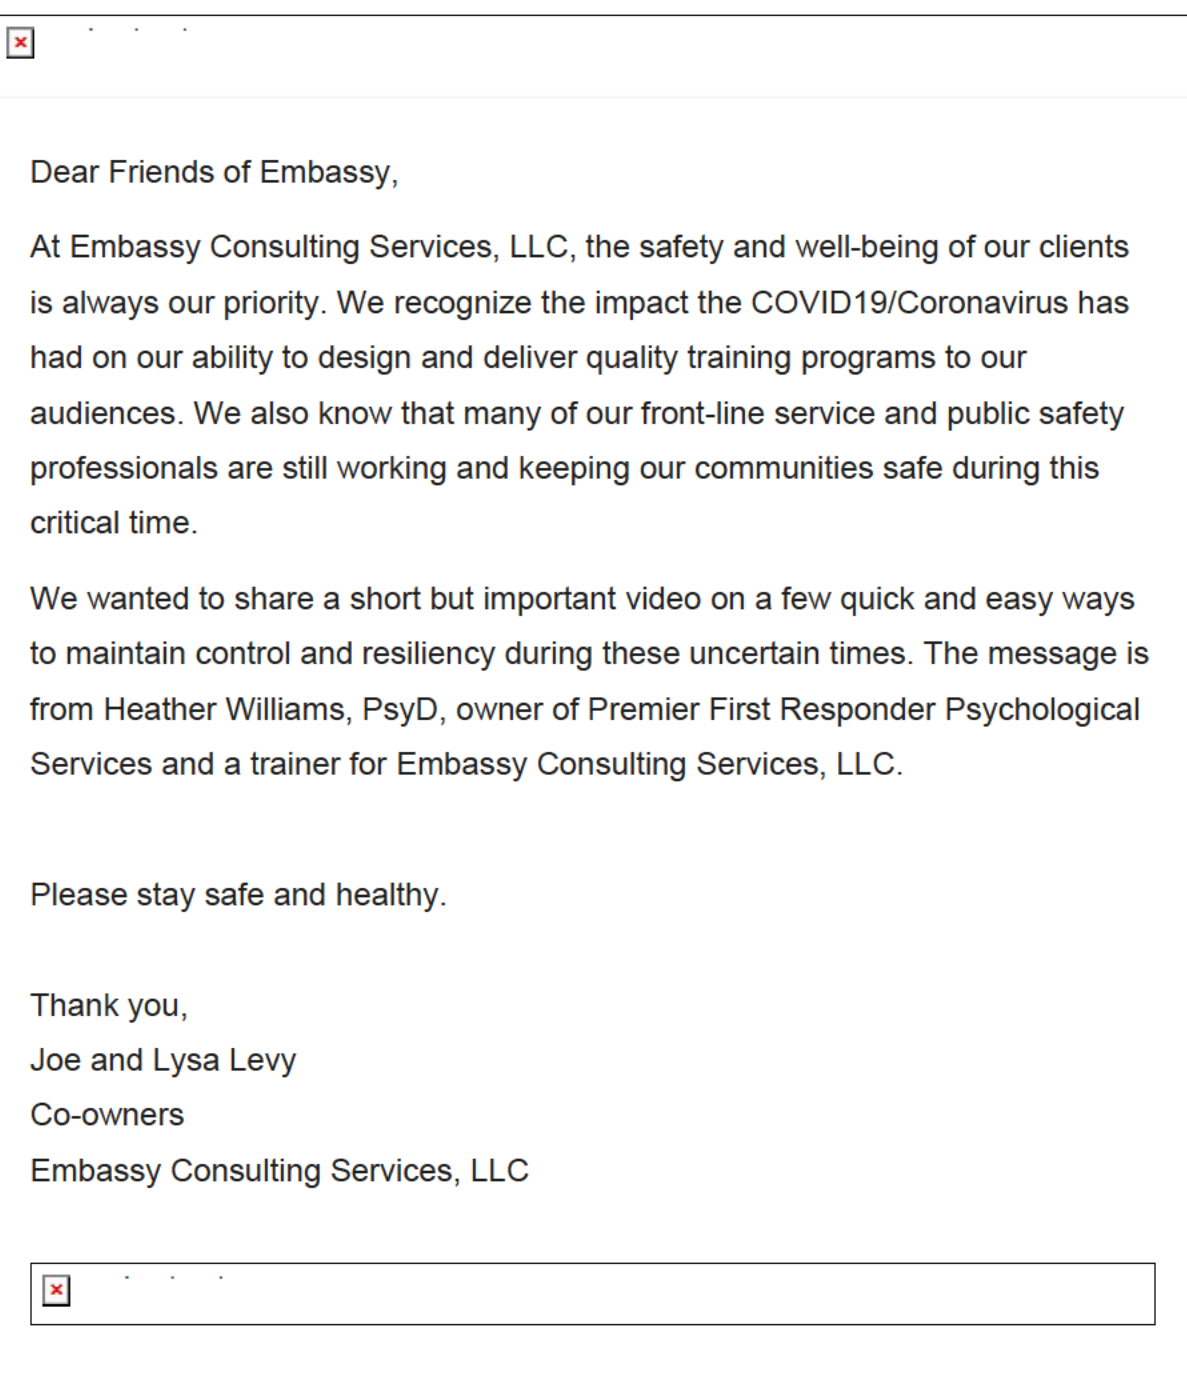 Dear Friends of Embassy,
At Embassy Consulting Services, LLC, the safety and well-being of our clients
is always our priority. We recognize the impact the COVID19/Coronavirus has
had on our ability to design and deliver quality training programs to our
audiences. We also know that many of our front-line service and public safety
professionals are still working and keeping our communities safe during this
critical time.
We wanted to share a short but important video on a few quick and easy ways
to maintain control and resiliency during these uncertain times. The message is
from Heather Williams, PsyD, owner of Premier First Responder Psychological
Services and a trainer for Embassy Consulting Services, LLC.
Please stay safe and healthy.
Thank you,
Joe and Lysa Levy
Co-owners
Embassy Consulting Services, LLC